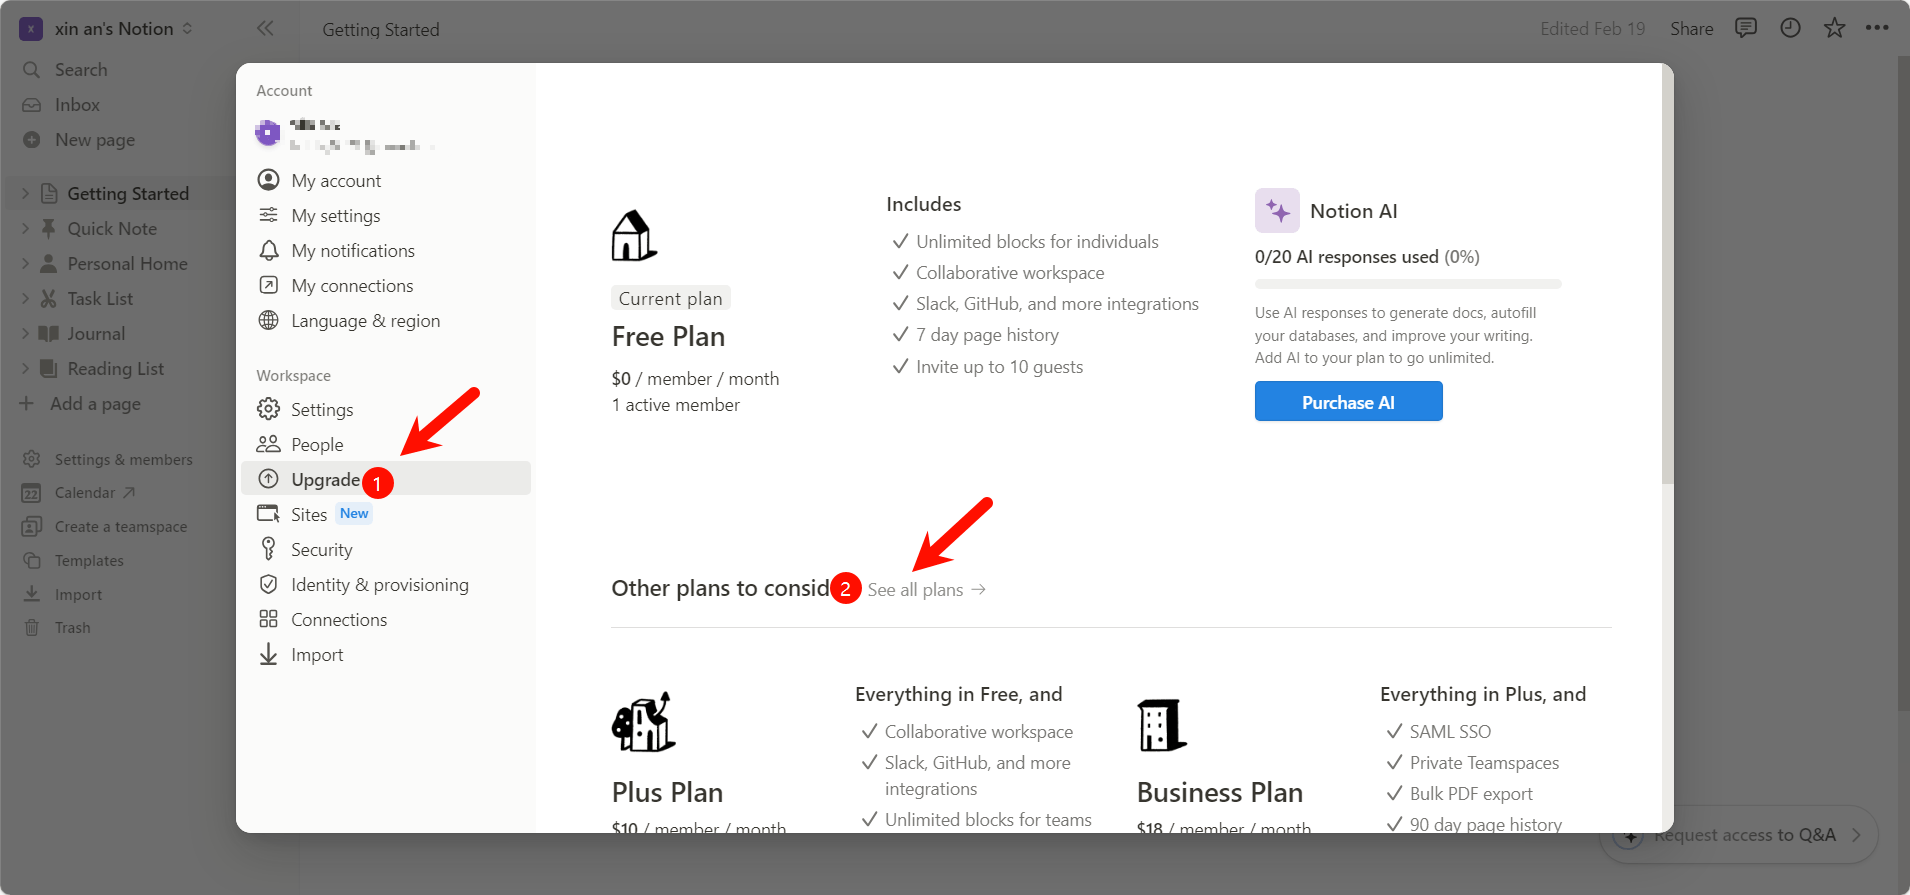 x xin an's Notion
Search
Inbox
New page
Getting Started
Quick Note
Personal Home
Task List
Journal
Reading List
Add a page
Settings & members
22 Calendar ↗
Create a teamspace
Templates
Import
Trash
Getting Started
Edited Feb 19 Share
Account
My account
My settings
My notifications
My connections
Language & region
Workspace
Settings
People
Upgrade 1
Sites New
Security
Identity & provisioning
Connections
Import
Current plan
Free Plan
$0 / member / month
1 active member
Includes
✓ Unlimited blocks for individuals
✓ Collaborative workspace
✓ Slack, GitHub, and more integrations
✓ 7 day page history
✓ Invite up to 10 guests
Notion AI
0/20 AI responses used (0%)
Use AI responses to generate docs, autofill
your databases, and improve your writing.
Add AI to your plan to go unlimited.
Purchase AI
Other plans to consid 2 See all plans →
Plus Plan
$10 / member / month
Everything in Free, and
✓ Collaborative workspace
✓ Slack, GitHub, and more
integrations
✓ Unlimited blocks for teams
Business Plan
$18 / member / month
Everything in Plus, and
✓ SAML SSO
✓ Private Teamspaces
✓ Bulk PDF export
✓ 90 day page history
Request access to Q&A